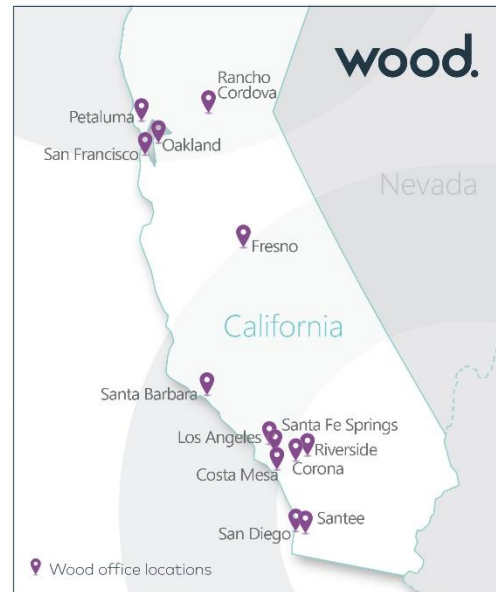 wood.
Rancho
Cordova
Petaluma
Oakland
San Francisco
Nevada
Fresno
California
Santa Barbara
Santa Fe Springs
Los Angeles
Riverside
Corona
Costa Mesa
Santee
San Diego
Wood office locations